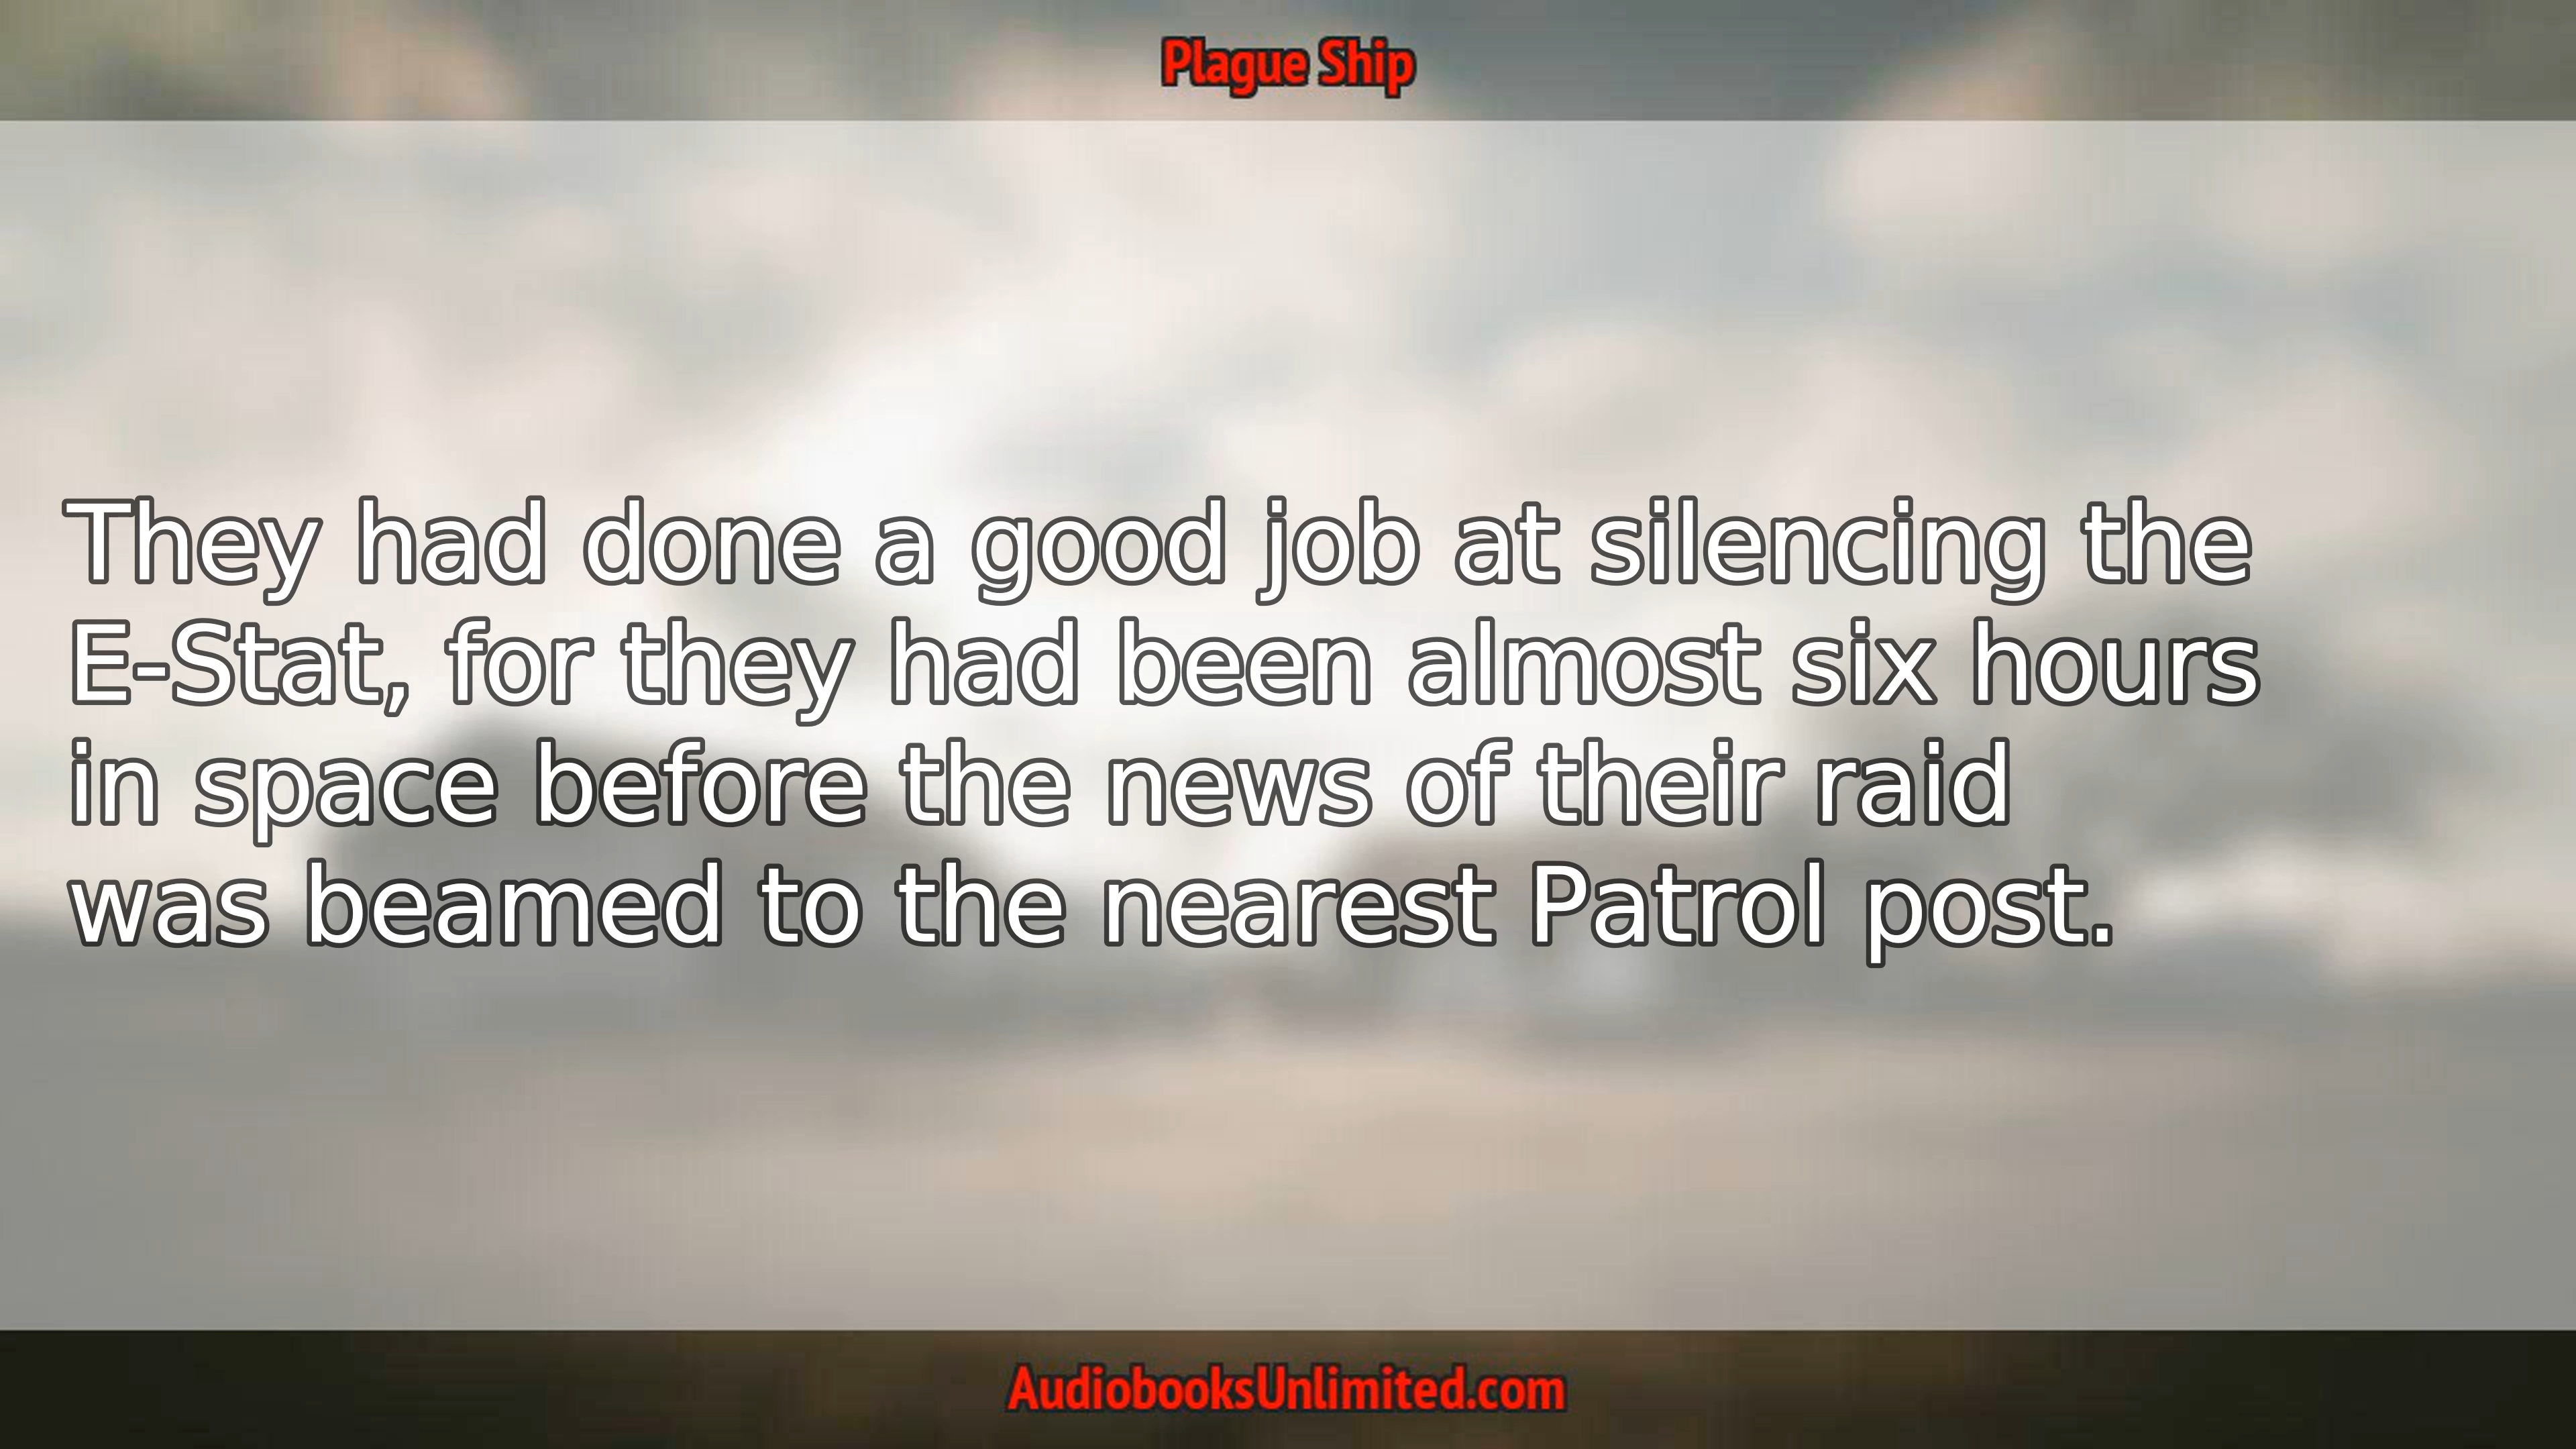 Plague Ship
They had done a good job at silencing the
E-Stat, for they had been almost six hours
in space before the news of their raid
was beamed to the nearest Patrol post.
AudiobooksUnlimited.com